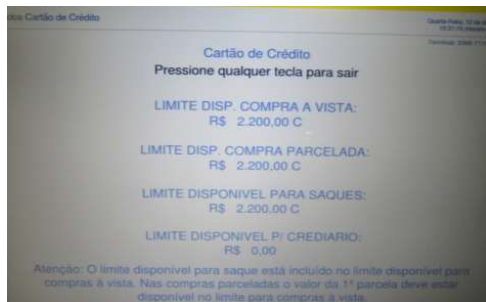 Cartão de Crédito
Cartão de Crédito
Pressione qualquer tecla para sair
LIMITE DISP. COMPRA A VISTA:
R$ 2.200,00 C
LIMITE DISP. COMPRA PARCELADA:
R$ 2.200,00 C
LIMITE DISPONIVEL PARA SAQUES:
R$ 2.200,00 C
LIMITE DISPONIVEL P/ CREDIARIO:
R$ 0,00
Atenção: O limite disponível para saque está incluído no limite disponível para
compras à vista. Nas compras parceladas o valor da 1ª parcela deve estar
disponível no limite para compras à vista.